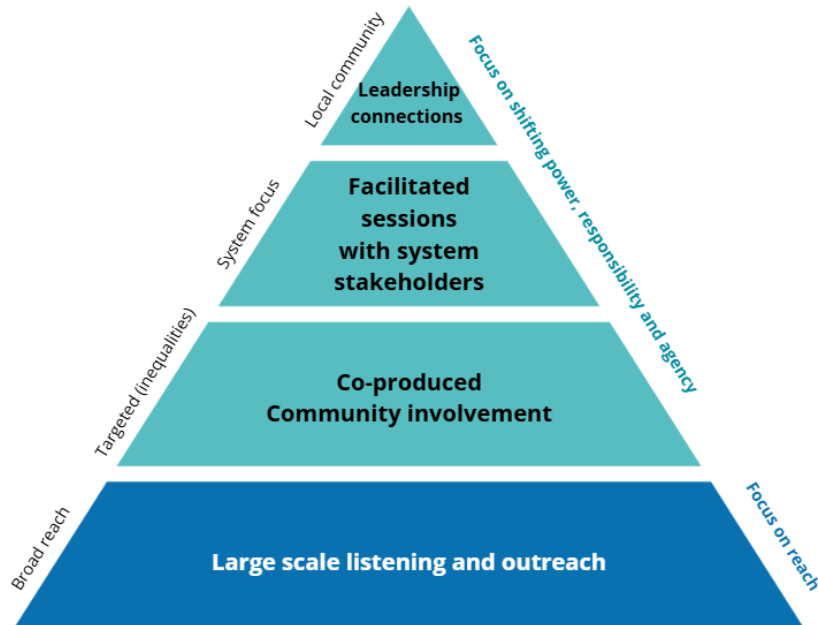 Local community
Leadership
connections
Focus on shifting power, responsibility and agency
System focus
Facilitated
sessions
with system
stakeholders
Targeted (inequalities)
Co-produced
Community involvement
Broad reach
Large scale listening and outreach
Focus on reach